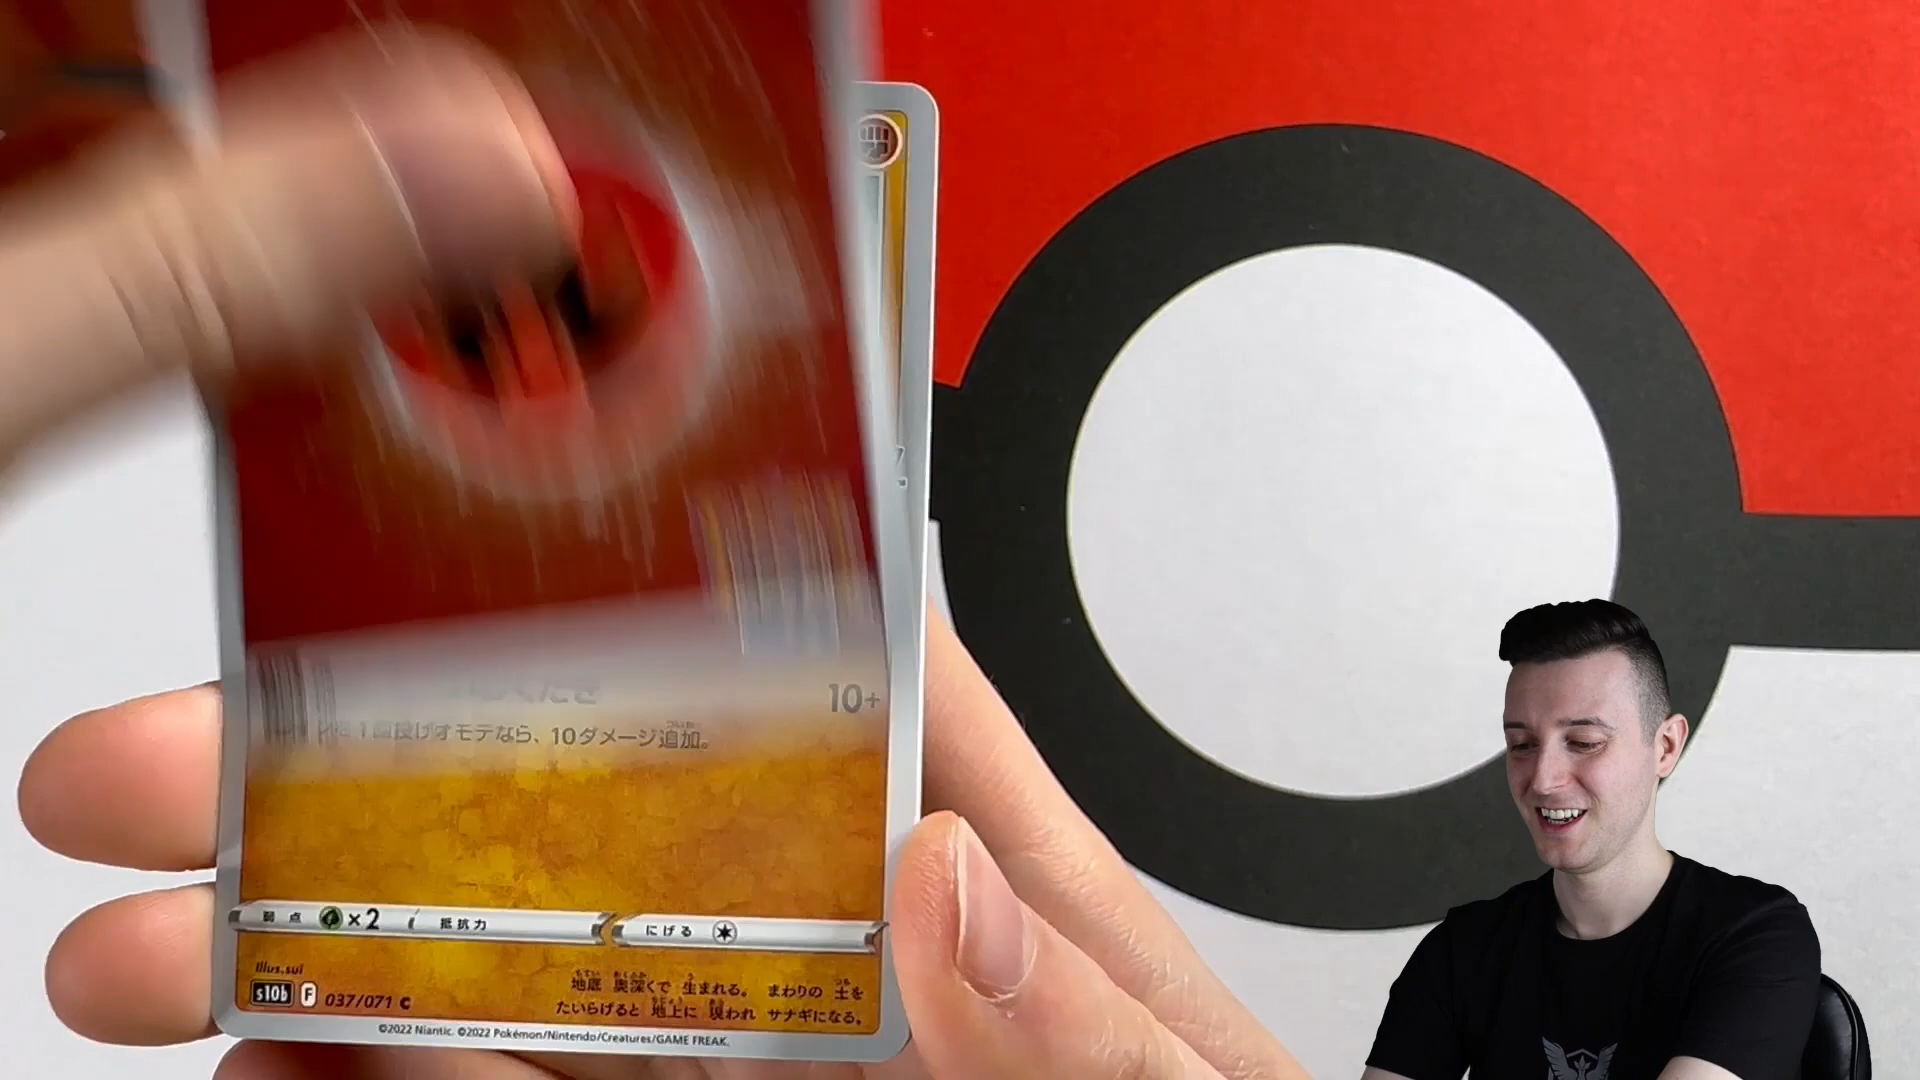 10+
1回投げオモテなら、10ダメージ追加。
弱点 ×2 抵抗力 にげる
Illus.sui
s10b F 037/071 C
地底 奥深くで 生まれる。 まわりの 土を
たいらげると 地上に 現われ サナギになる。
©2022 Niantic. ©2022 Pokémon/Nintendo/Creatures/GAME FREAK.